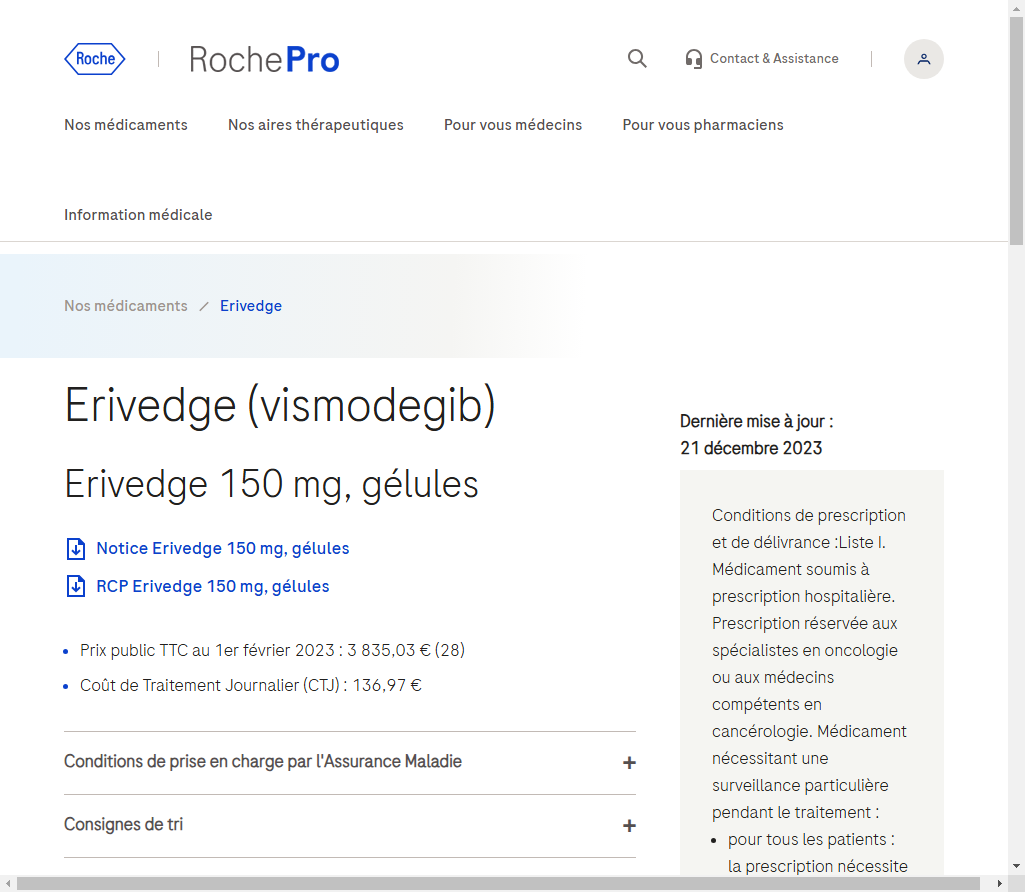 Roche
RochePro
Contact & Assistance
Nos médicaments
Nos aires thérapeutiques
Pour vous médecins
Pour vous pharmaciens
Information médicale
Nos médicaments / Erivedge
Erivedge (vismodegib)
Erivedge 150 mg, gélules
Notice Erivedge 150 mg, gélules
RCP Erivedge 150 mg, gélules
Prix public TTC au 1er février 2023 : 3 835,03 € (28)
Coût de Traitement Journalier (CTJ) : 136,97 €
Conditions de prise en charge par l'Assurance Maladie
Consignes de tri
Dernière mise à jour :
21 décembre 2023
Conditions de prescription
et de délivrance :Liste I.
Médicament soumis à
prescription hospitalière.
Prescription réservée aux
spécialistes en oncologie
ou aux médecins
compétents en
cancérologie. Médicament
nécessitant une
surveillance particulière
pendant le traitement :
pour tous les patients :
la prescription nécessite